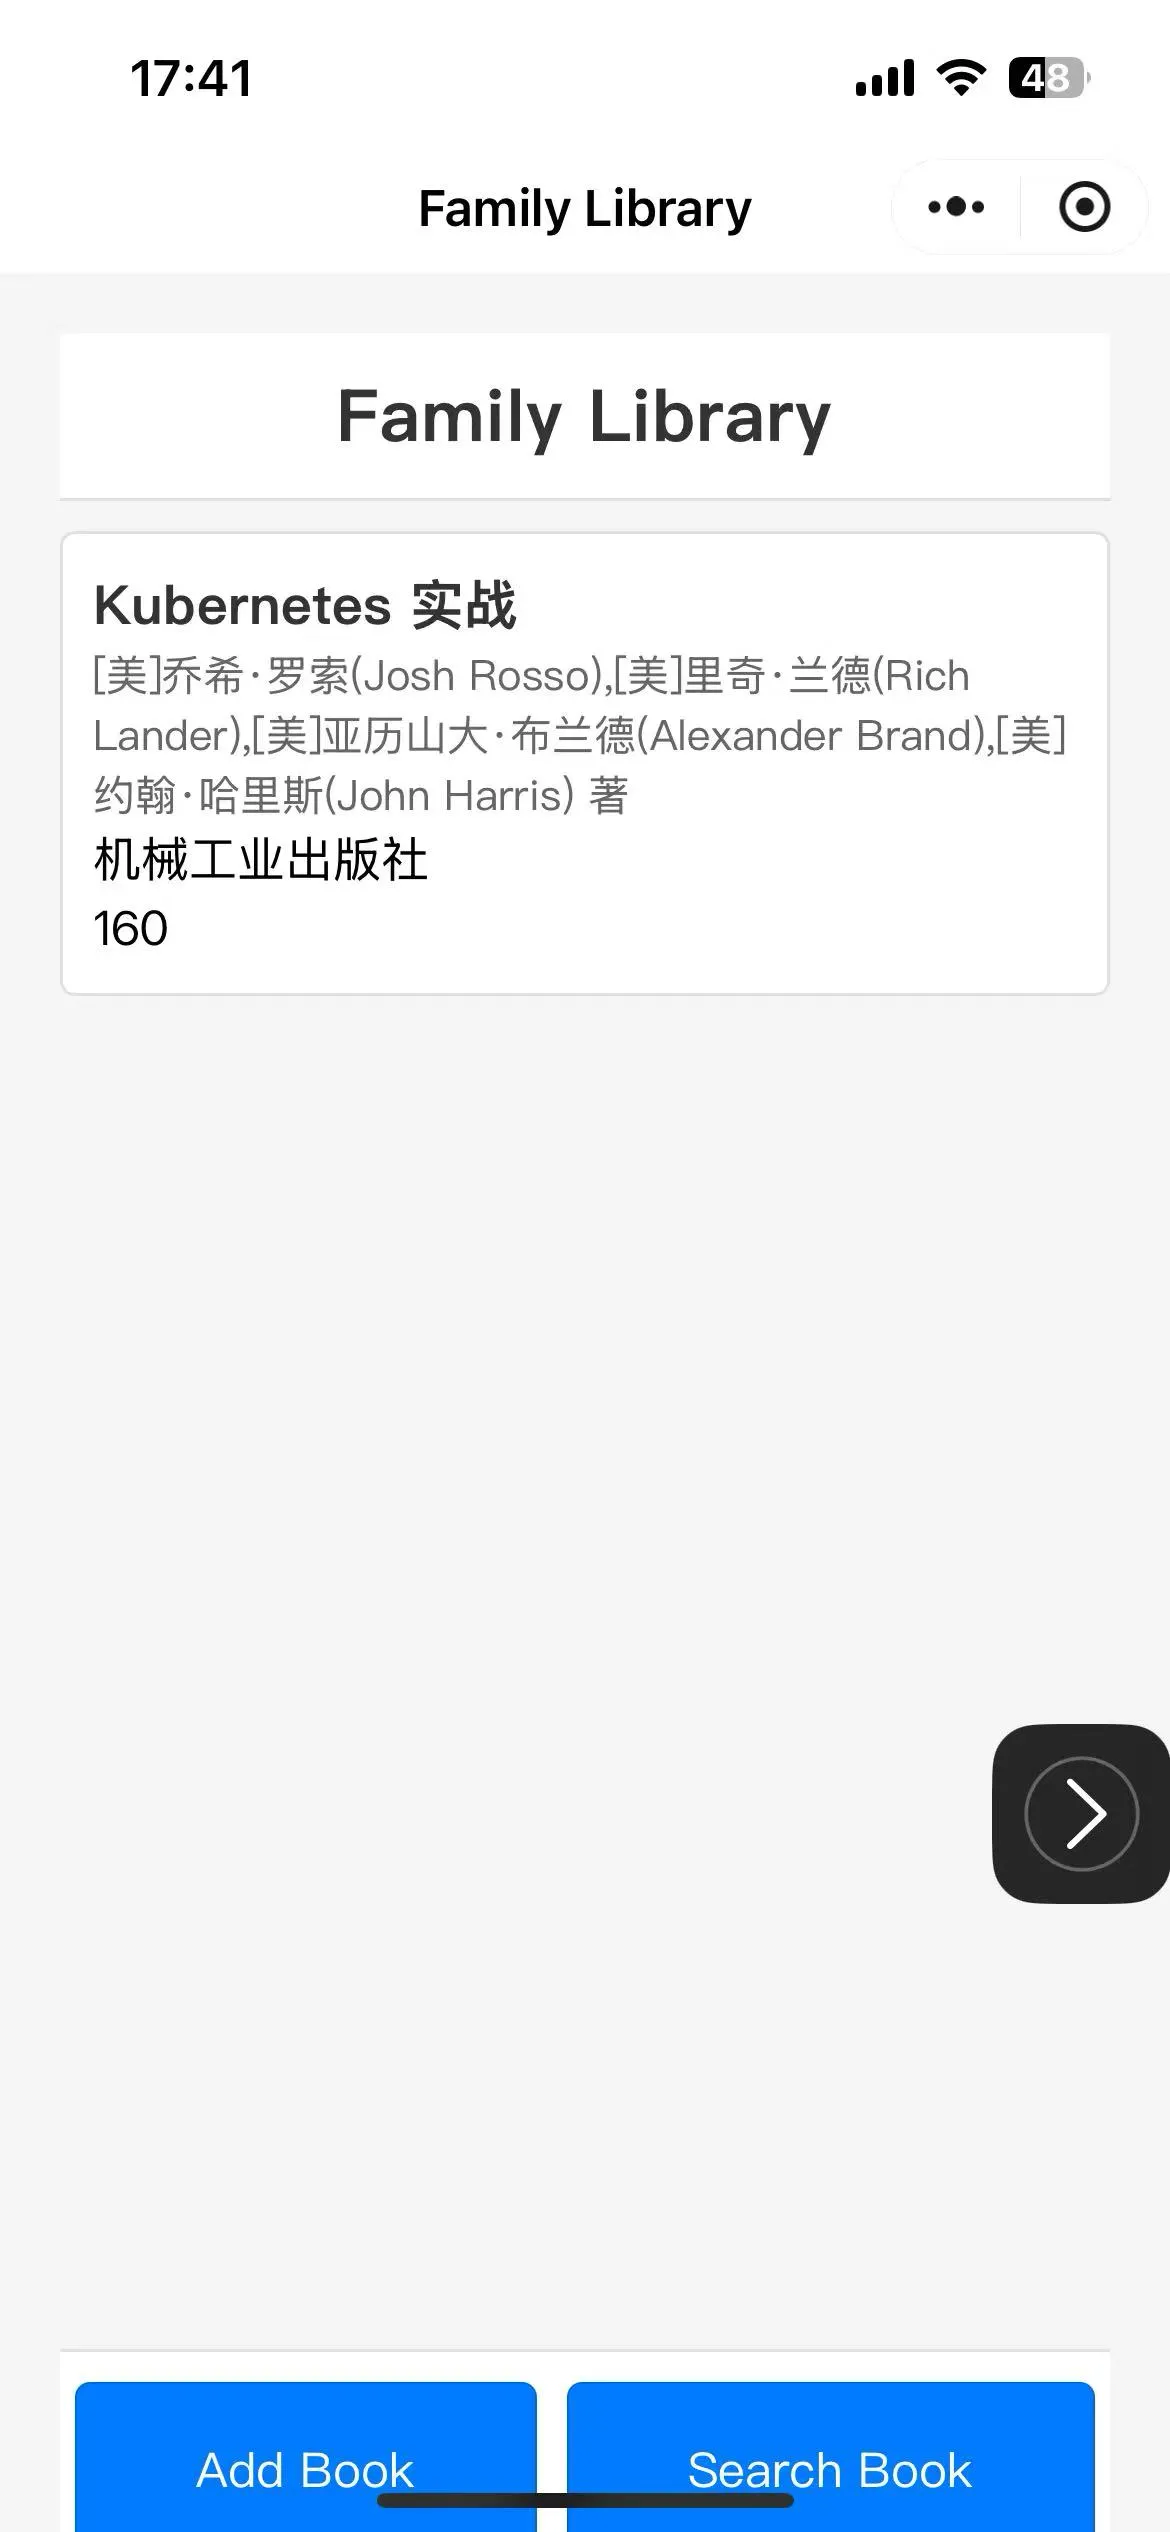 17:41
48
Family Library
Family Library
Kubernetes 实战
[美]乔希·罗索(Josh Rosso),[美]里奇·兰德(Rich
Lander),[美]亚历山大·布兰德(Alexander Brand),[美]
约翰·哈里斯(John Harris) 著
机械工业出版社
160
Add Book
Search Book